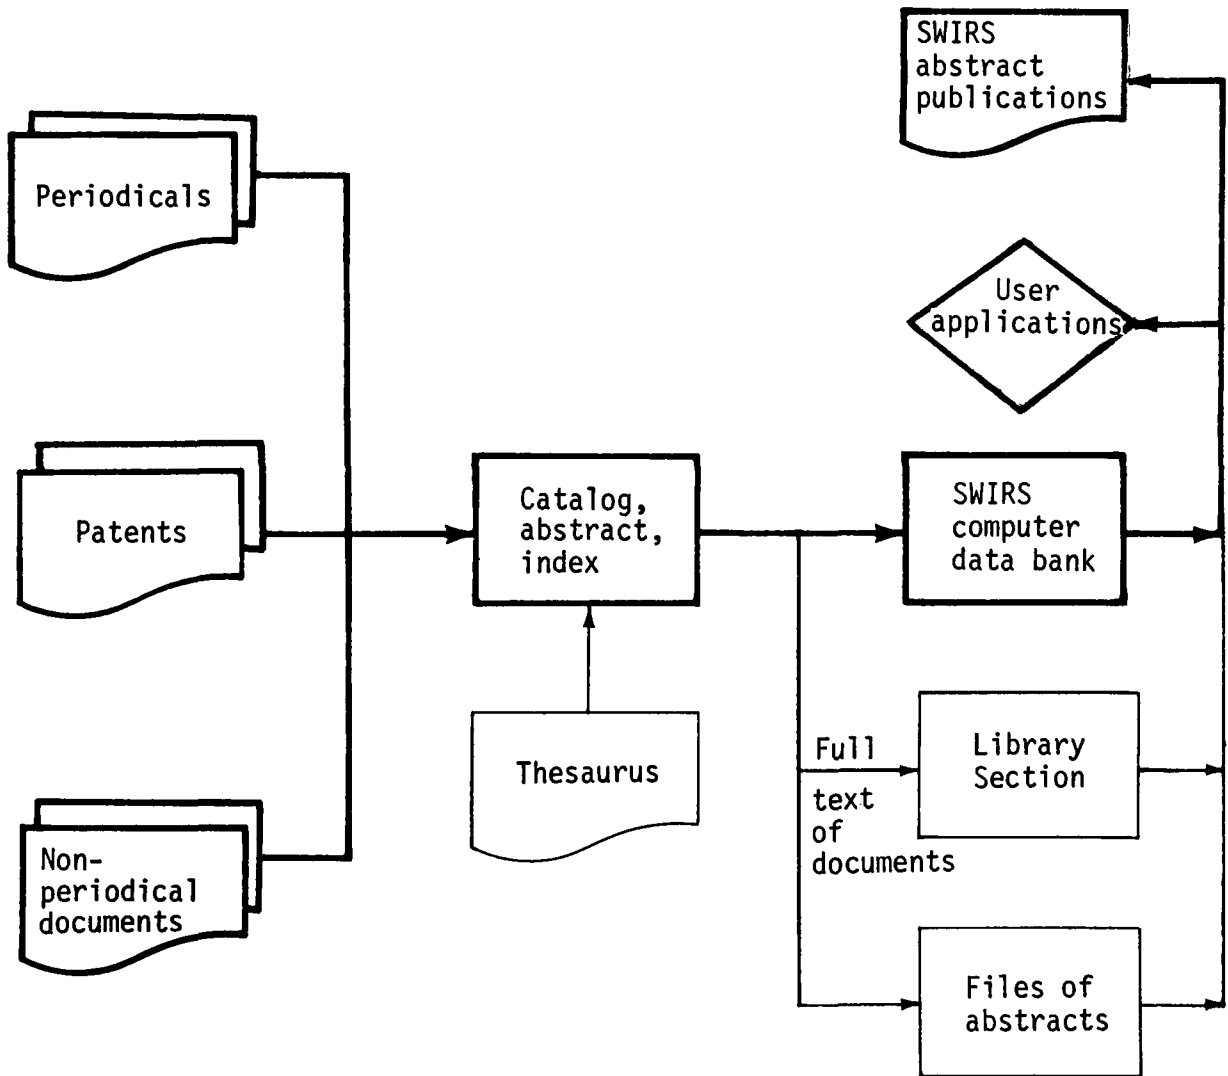 SWIRS
abstract
publications
Periodicals
User
applications
Patents
Catalog,
abstract,
index
SWIRS
computer
data bank
Thesaurus
Full
text
of
documents
Library
Section
Non-
periodical
documents
Files of
abstracts